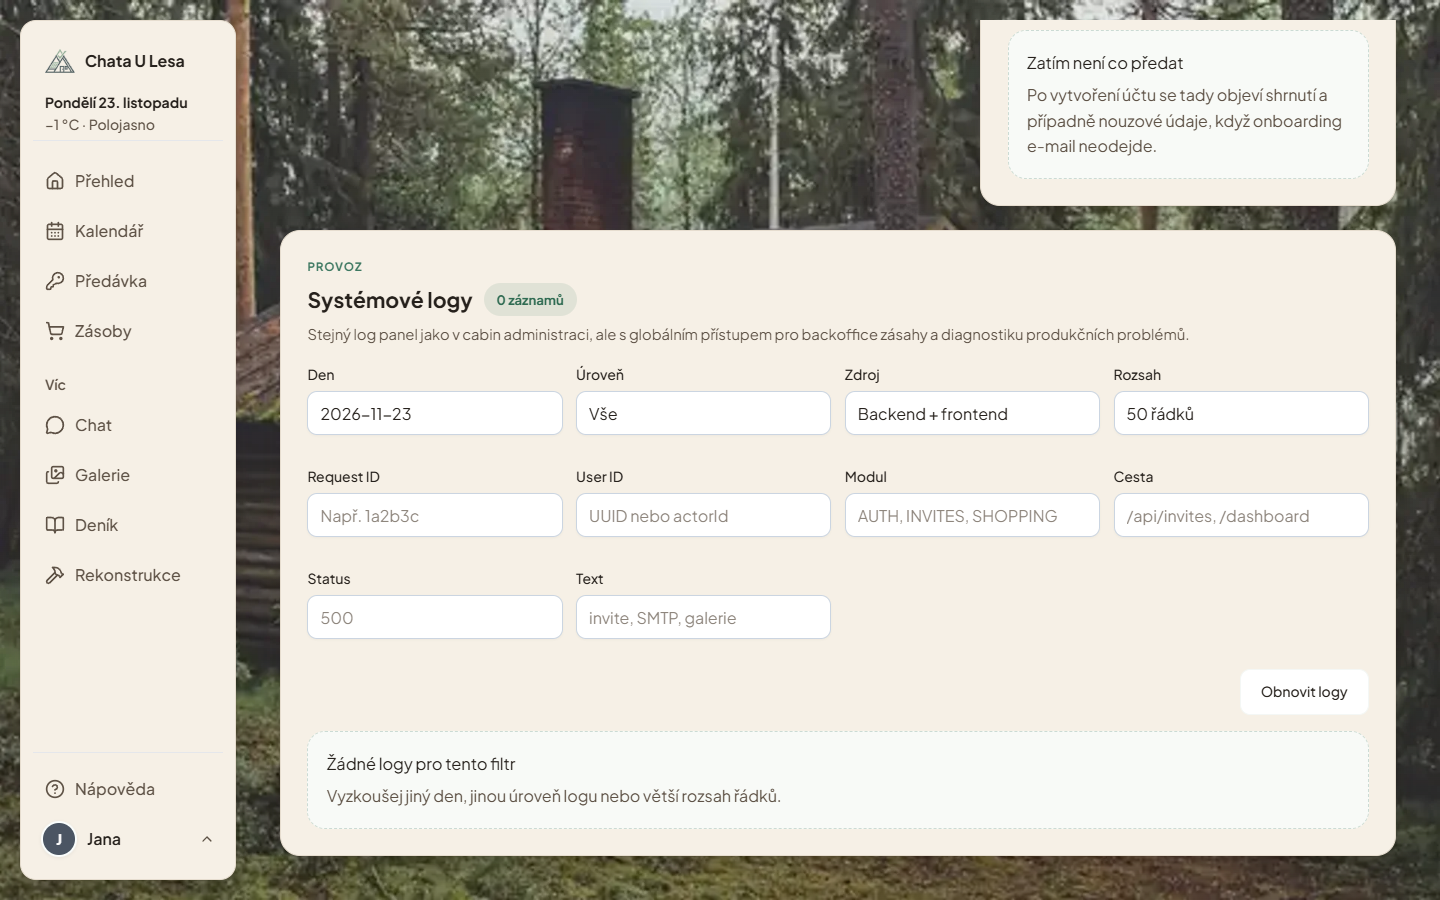 Chata U Lesa
Pondělí 23. listopadu
−1 °C · Polojasno
Přehled
Kalendář
Předávka
Zásoby
Víc
Chat
Galerie
Deník
Rekonstrukce
Nápověda
J
Jana
Zatím není co předat
Po vytvoření účtu se tady objeví shrnutí a
případně nouzové údaje, když onboarding
e-mail neodejde.
PROVOZ
Systémové logy
0 záznamů
Stejný log panel jako v cabin administraci, ale s globálním přístupem pro backoffice zásahy a diagnostiku produkčních problémů.
Den
Úroveň
Zdroj
Rozsah
2026-11-23
Vše
Backend + frontend
50 řádků
Request ID
User ID
Modul
Cesta
Např. 1a2b3c
UUID nebo actorId
AUTH, INVITES, SHOPPING
/api/invites, /dashboard
Status
Text
500
invite, SMTP, galerie
Obnovit logy
Žádné logy pro tento filtr
Vyzkoušej jiný den, jinou úroveň logu nebo větší rozsah řádků.